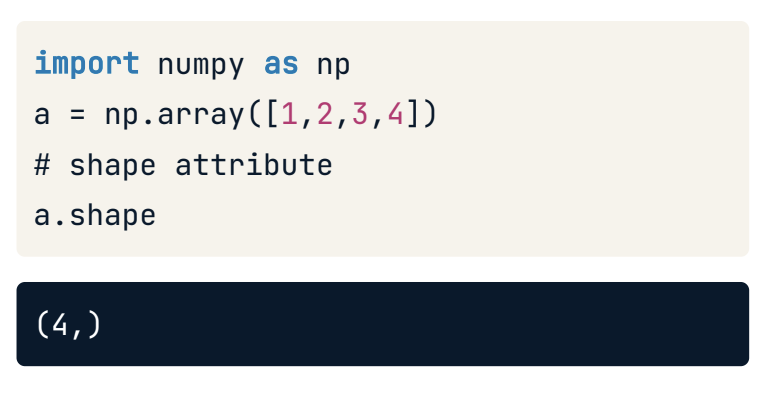 import numpy as np
a = np.array([1,2,3,4])
# shape attribute
a.shape
(4,)